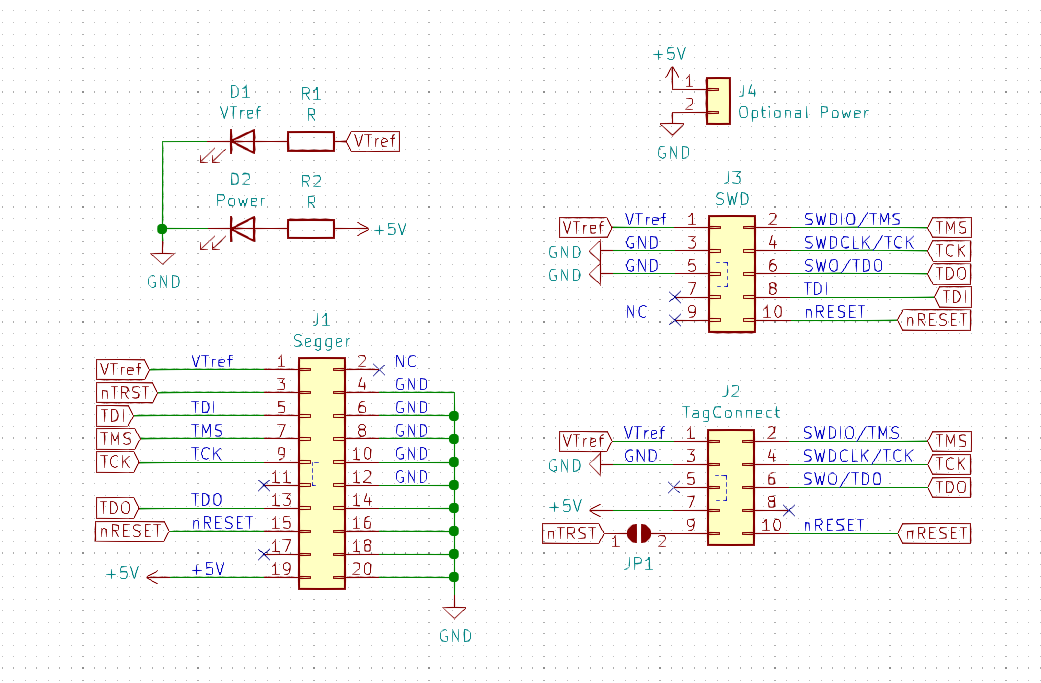 D1
VTref
R1
R
VTref
D2
Power
R2
R
+5V
GND
+5V
1
2
J4
Optional Power
GND
J3
SWD
VTref VTref 1 2 SWDIO/TMS TMS
GND GND 3 4 SWDCLK/TCK TCK
GND GND 5 6 SWO/TDO TDO
7 8 TDI TDI
NC 9 10 nRESET nRESET
J1
Segger
VTref VTref 1 2 NC
nTRST 3 4 GND
TDI TDI 5 6 GND
TMS TMS 7 8 GND
TCK TCK 9 10 GND
11 12 GND
TDO TDO 13 14
nRESET nRESET 15 16
17 18
+5V +5V 19 20
GND
J2
TagConnect
VTref VTref 1 2 SWDIO/TMS TMS
GND GND 3 4 SWDCLK/TCK TCK
5 6 SWO/TDO TDO
+5V 7 8
nTRST 1 2 9 10 nRESET nRESET
JP1